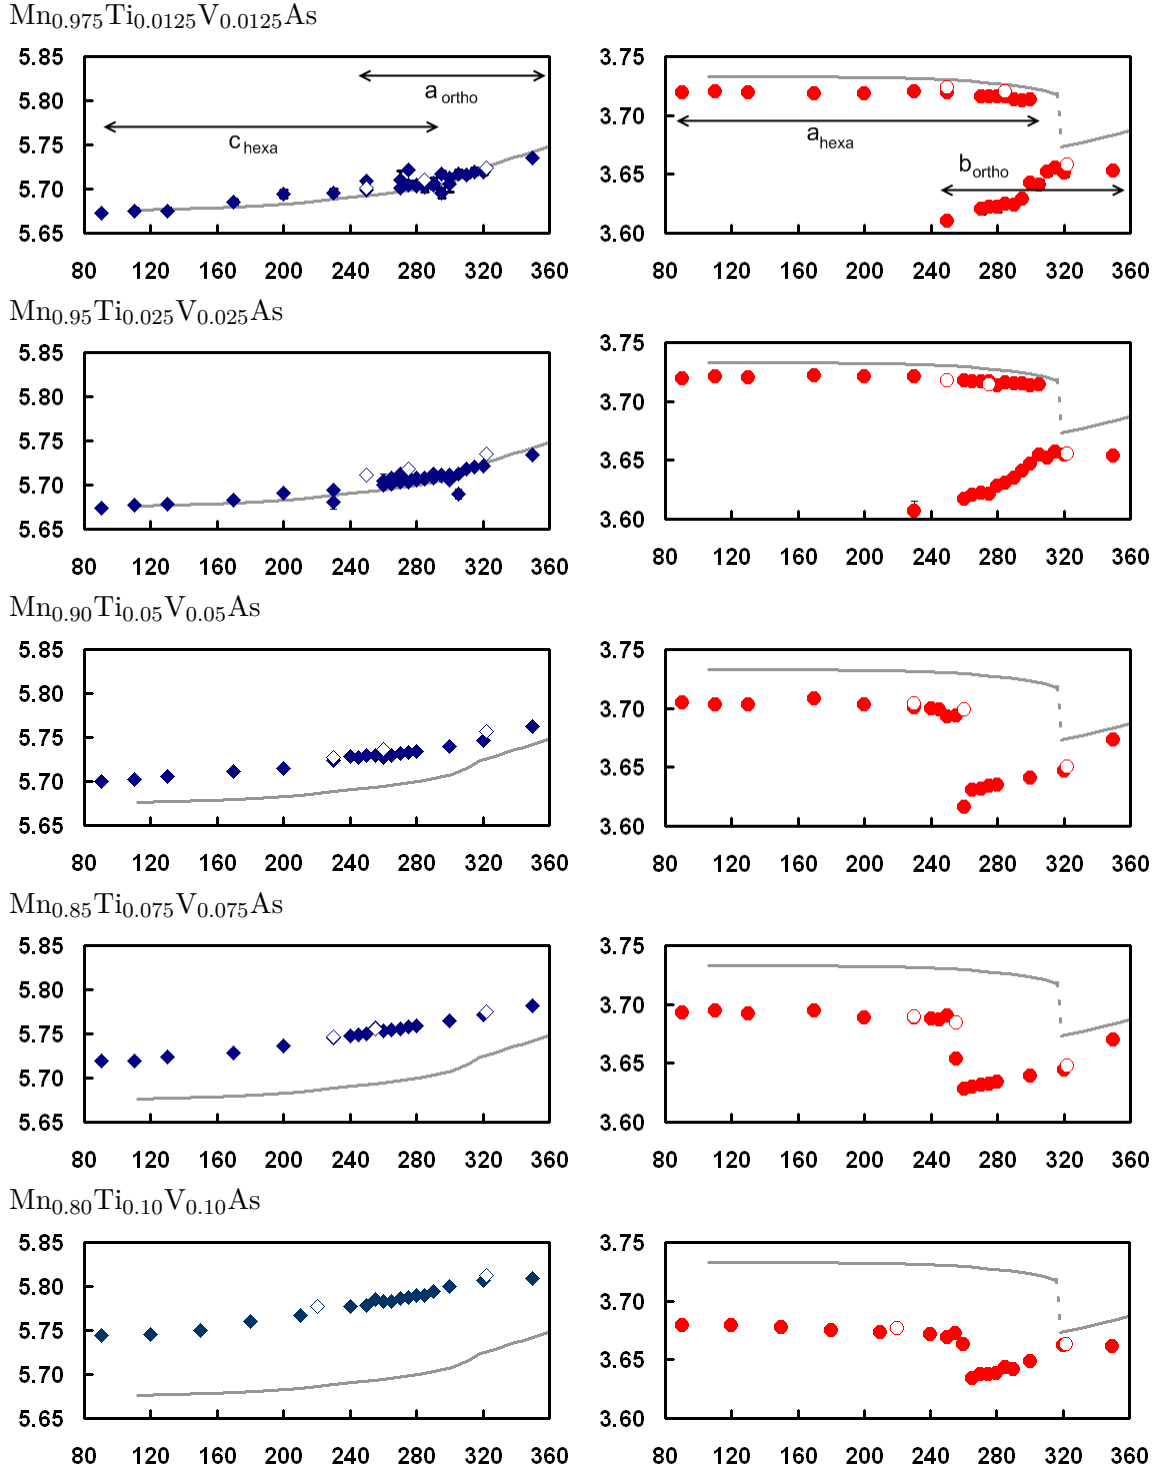 Mn0.975Ti0.0125V0.0125As
5.85 3.75
5.80 3.70
5.75 3.65
5.70
5.65 3.60
a ortho
c hexa
a hexa
b ortho
80 120 160 200 240 280 320 360 80 120 160 200 240 280 320 360
Mn0.95Ti0.025V0.025As
5.85 3.75
5.80 3.70
5.75 3.65
5.70
5.65 3.60
80 120 160 200 240 280 320 360 80 120 160 200 240 280 320 360
Mn0.90Ti0.05V0.05As
5.85 3.75
5.80 3.70
5.75 3.65
5.70
5.65 3.60
80 120 160 200 240 280 320 360 80 120 160 200 240 280 320 360
Mn0.85Ti0.075V0.075As
5.85 3.75
5.80 3.70
5.75 3.65
5.70
5.65 3.60
80 120 160 200 240 280 320 360 80 120 160 200 240 280 320 360
Mn0.80Ti0.10V0.10As
5.85 3.75
5.80 3.70
5.75 3.65
5.70
5.65 3.60
80 120 160 200 240 280 320 360 80 120 160 200 240 280 320 360